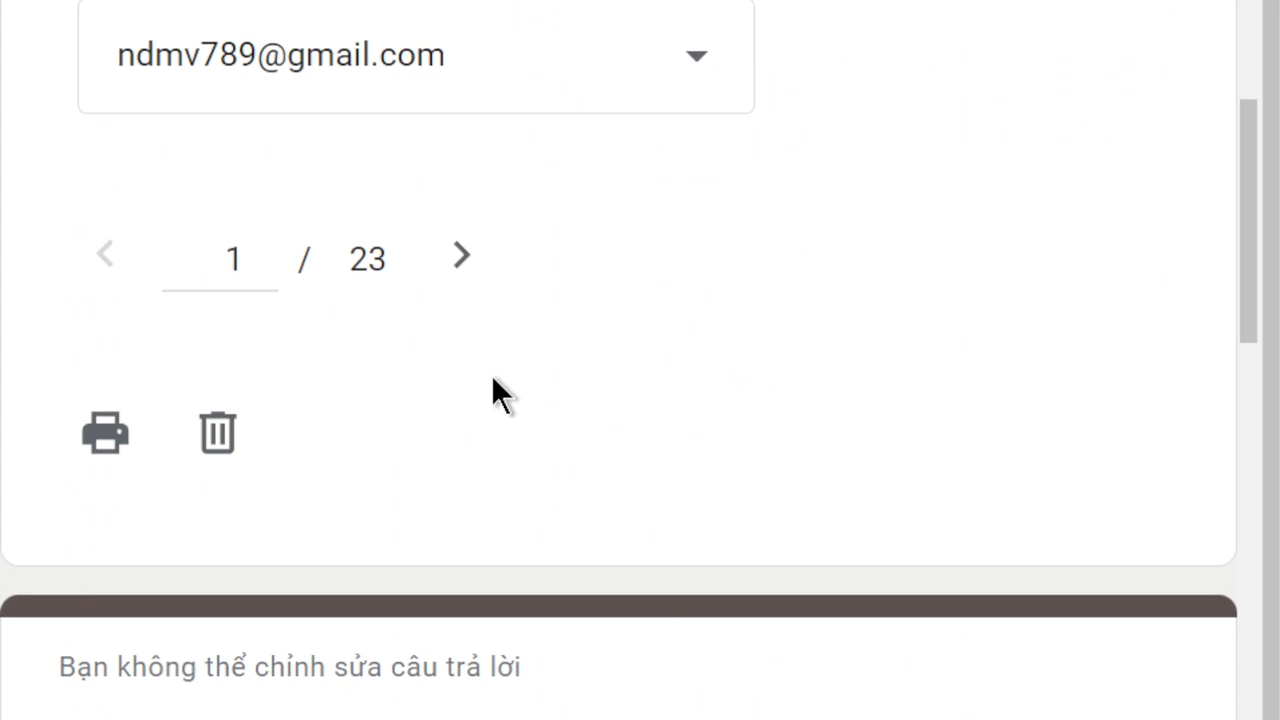 ndmv789@gmail.com
1 / 23
Bạn không thể chỉnh sửa câu trả lời